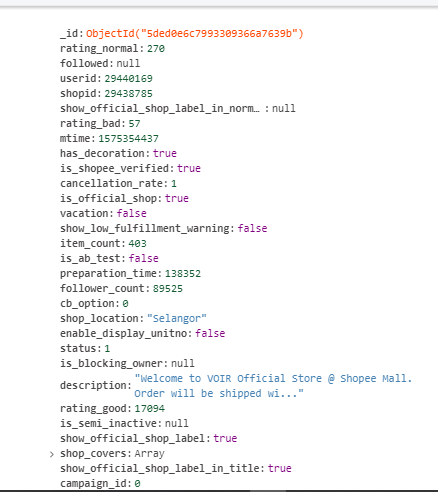 _id: ObjectId("5ded0e6c7993309366a7639b")
rating_normal: 270
followed: null
userid: 29440169
shopid: 29438785
show_official_shop_label_in_norm… : null
rating_bad: 57
mtime: 1575354437
has_decoration: true
is_shopee_verified: true
cancellation_rate: 1
is_official_shop: true
vacation: false
show_low_fulfillment_warning: false
item_count: 403
is_ab_test: false
preparation_time: 138352
follower_count: 89525
cb_option: 0
shop_location: "Selangor"
enable_display_unitno: false
status: 1
is_blocking_owner: null
description: "Welcome to VOIR Official Store @ Shopee Mall.
Order will be shipped wi..."
rating_good: 17094
is_semi_inactive: null
show_official_shop_label: true
> shop_covers: Array
show_official_shop_label_in_title: true
campaign_id: 0